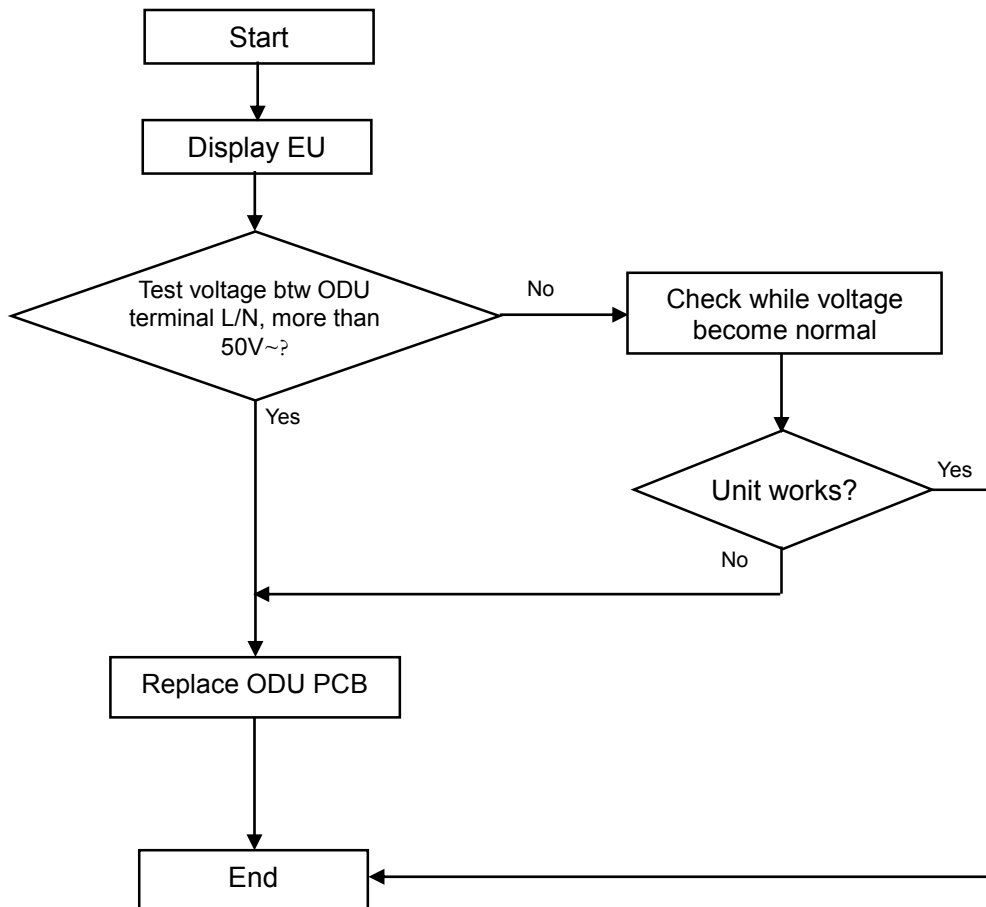 Start
Display EU
Test voltage btw ODU
terminal L/N, more than
50V~?
No
Check while voltage
become normal
Yes
Unit works?
Yes
No
Replace ODU PCB
End